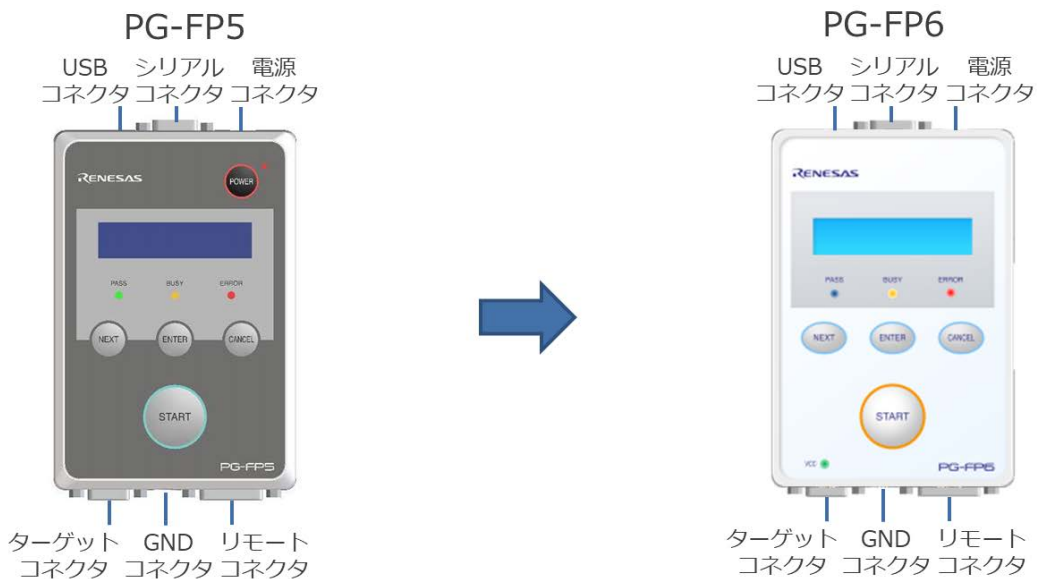 PG-FP5
USB シリアル 電源
コネクタ コネクタ コネクタ
RENESAS
POWER
PASS BUSY ERROR
NEXT ENTER CANCEL
START
PG-FP5
ターゲット GND リモート
コネクタ コネクタ コネクタ
PG-FP6
USB シリアル 電源
コネクタ コネクタ コネクタ
RENESAS
PASS BUSY ERROR
NEXT ENTER CANCEL
START
VCC
PG-FP6
ターゲット GND リモート
コネクタ コネクタ コネクタ